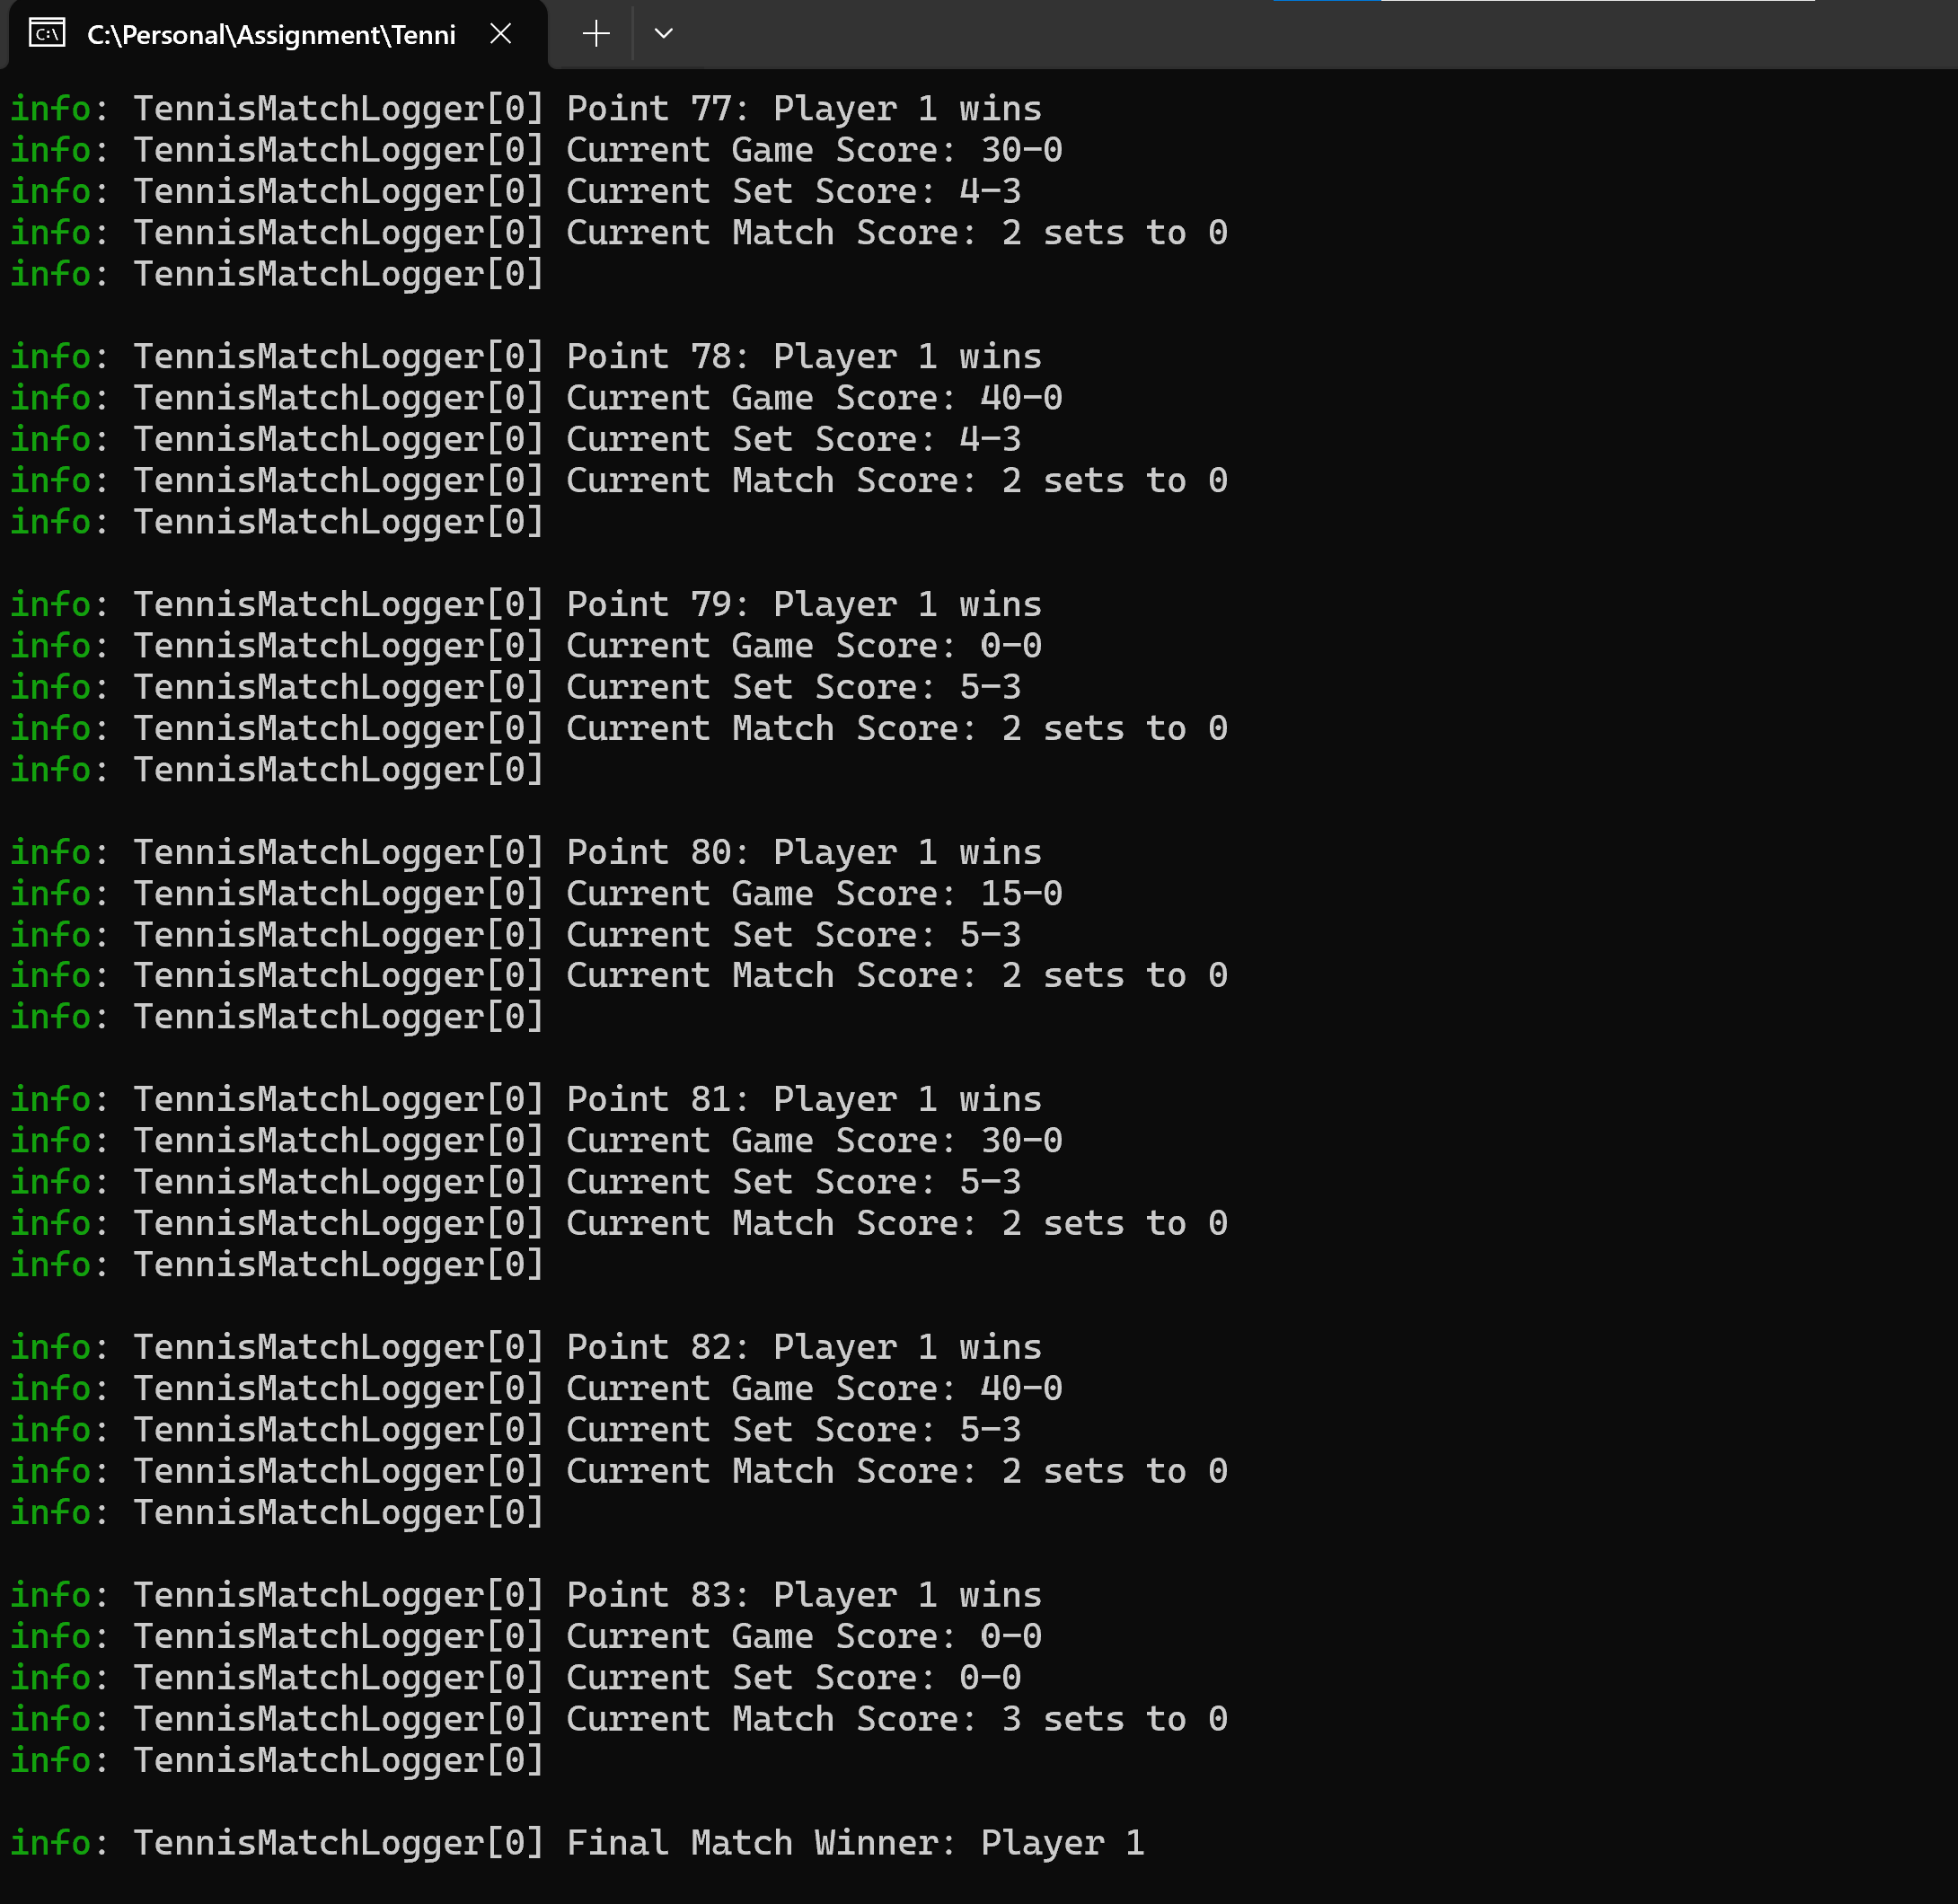 C:\Personal\Assignment\Tenni
info: TennisMatchLogger[0] Point 77: Player 1 wins
info: TennisMatchLogger[0] Current Game Score: 30-0
info: TennisMatchLogger[0] Current Set Score: 4-3
info: TennisMatchLogger[0] Current Match Score: 2 sets to 0
info: TennisMatchLogger[0]
info: TennisMatchLogger[0] Point 78: Player 1 wins
info: TennisMatchLogger[0] Current Game Score: 40-0
info: TennisMatchLogger[0] Current Set Score: 4-3
info: TennisMatchLogger[0] Current Match Score: 2 sets to 0
info: TennisMatchLogger[0]
info: TennisMatchLogger[0] Point 79: Player 1 wins
info: TennisMatchLogger[0] Current Game Score: 0-0
info: TennisMatchLogger[0] Current Set Score: 5-3
info: TennisMatchLogger[0] Current Match Score: 2 sets to 0
info: TennisMatchLogger[0]
info: TennisMatchLogger[0] Point 80: Player 1 wins
info: TennisMatchLogger[0] Current Game Score: 15-0
info: TennisMatchLogger[0] Current Set Score: 5-3
info: TennisMatchLogger[0] Current Match Score: 2 sets to 0
info: TennisMatchLogger[0]
info: TennisMatchLogger[0] Point 81: Player 1 wins
info: TennisMatchLogger[0] Current Game Score: 30-0
info: TennisMatchLogger[0] Current Set Score: 5-3
info: TennisMatchLogger[0] Current Match Score: 2 sets to 0
info: TennisMatchLogger[0]
info: TennisMatchLogger[0] Point 82: Player 1 wins
info: TennisMatchLogger[0] Current Game Score: 40-0
info: TennisMatchLogger[0] Current Set Score: 5-3
info: TennisMatchLogger[0] Current Match Score: 2 sets to 0
info: TennisMatchLogger[0]
info: TennisMatchLogger[0] Point 83: Player 1 wins
info: TennisMatchLogger[0] Current Game Score: 0-0
info: TennisMatchLogger[0] Current Set Score: 0-0
info: TennisMatchLogger[0] Current Match Score: 3 sets to 0
info: TennisMatchLogger[0]
info: TennisMatchLogger[0] Final Match Winner: Player 1